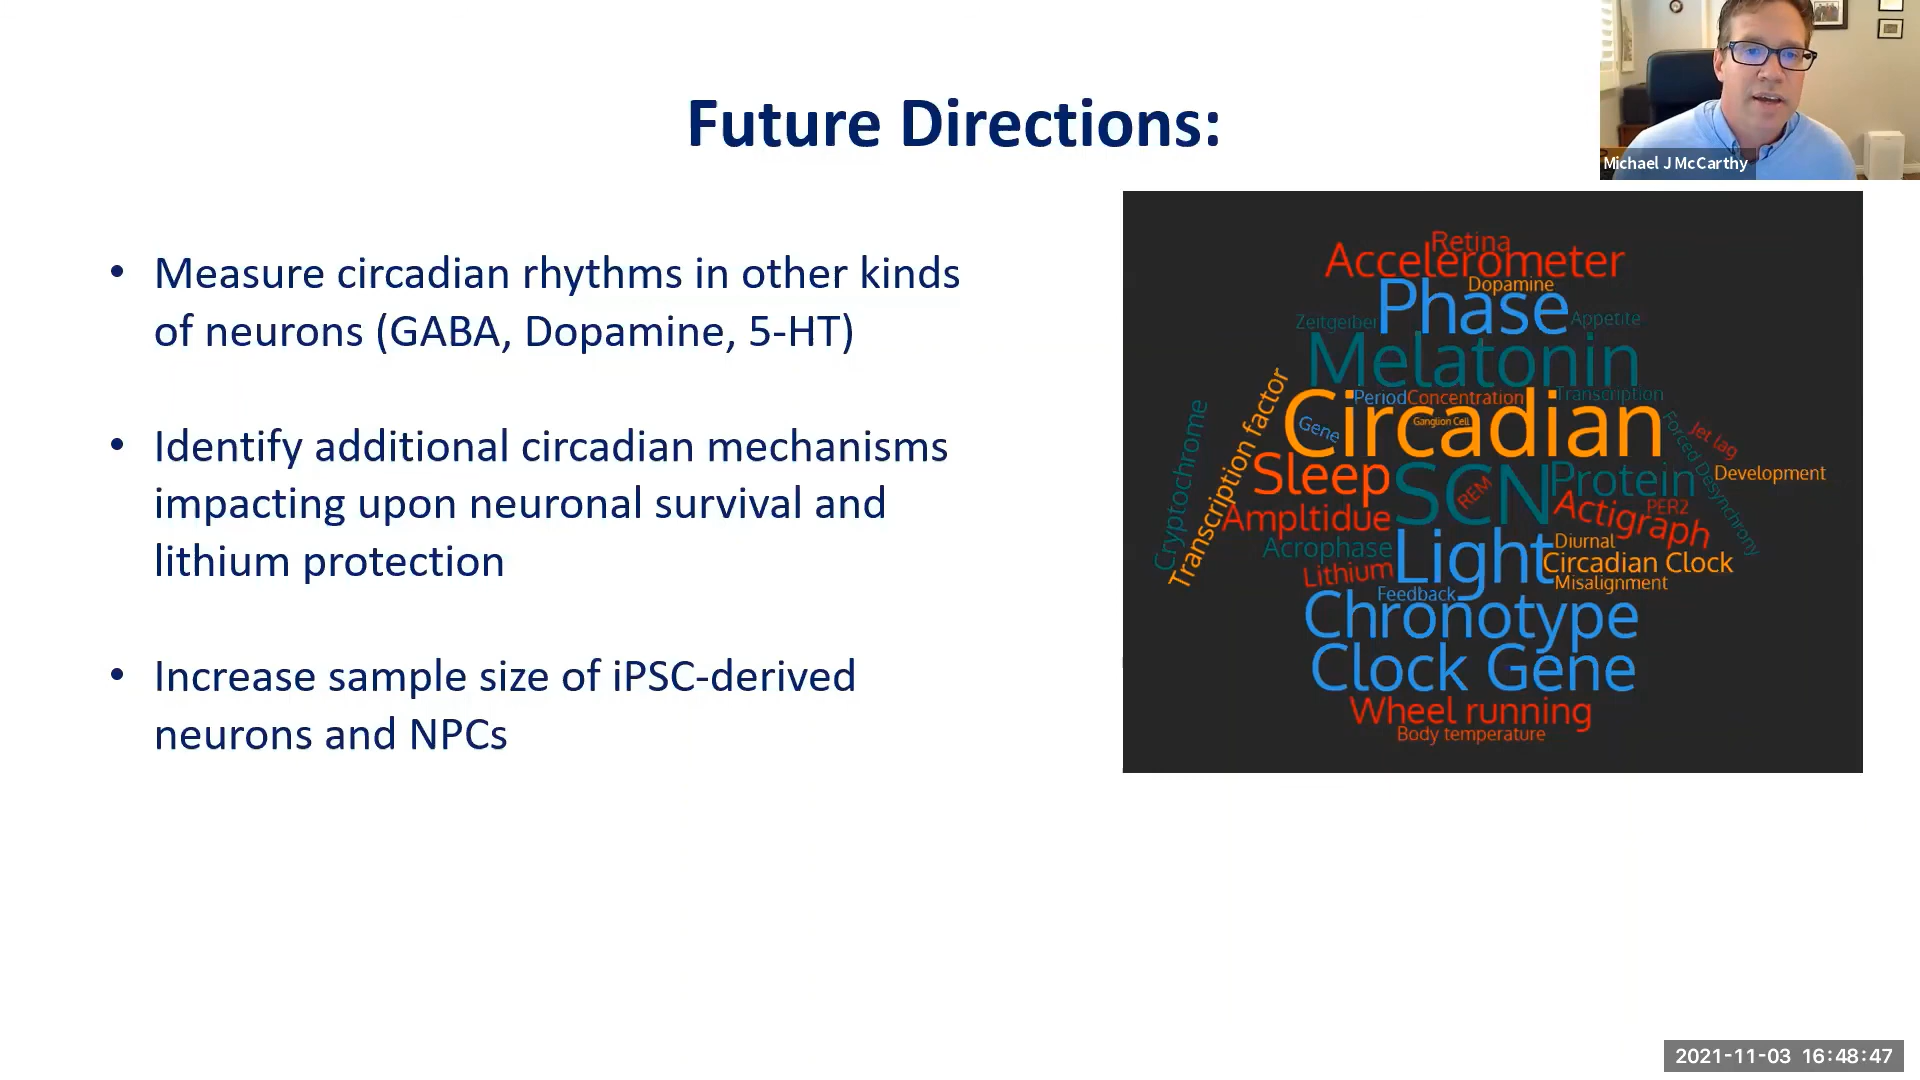 Future Directions:
Michael J McCarthy
• Measure circadian rhythms in other kinds
of neurons (GABA, Dopamine, 5-HT)
• Identify additional circadian mechanisms
impacting upon neuronal survival and
lithium protection
• Increase sample size of iPSC-derived
neurons and NPCs
Retina
Accelerometer
Dopamine
Phase
Zeitgeiber
Appetite
Melatonin
Period
Concentration
Transcription
Circadian
Gene
Ganglion Cell
Cryptochrome
Transcription factor
Jet lag
Forced Desynchrony
Development
Sleep
SCN
REM
Protein
PER2
Actigraph
Ampltidue
Acrophase
Light
Diurnal
Circadian Clock
Misalignment
Lithium
Feedback
Chronotype
Clock Gene
Wheel running
Body temperature
2021-11-03 16:48:47